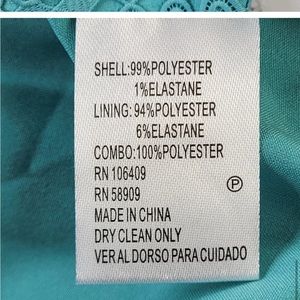 SHELL:99%POLYESTER
1%ELASTANE
LINING: 94%POLYESTER
6%ELASTANE
COMBO:100%POLYESTER
RN 106409
RN 58909
P
MADE IN CHINA
DRY CLEAN ONLY
VER AL DORSO PARA CUIDADO